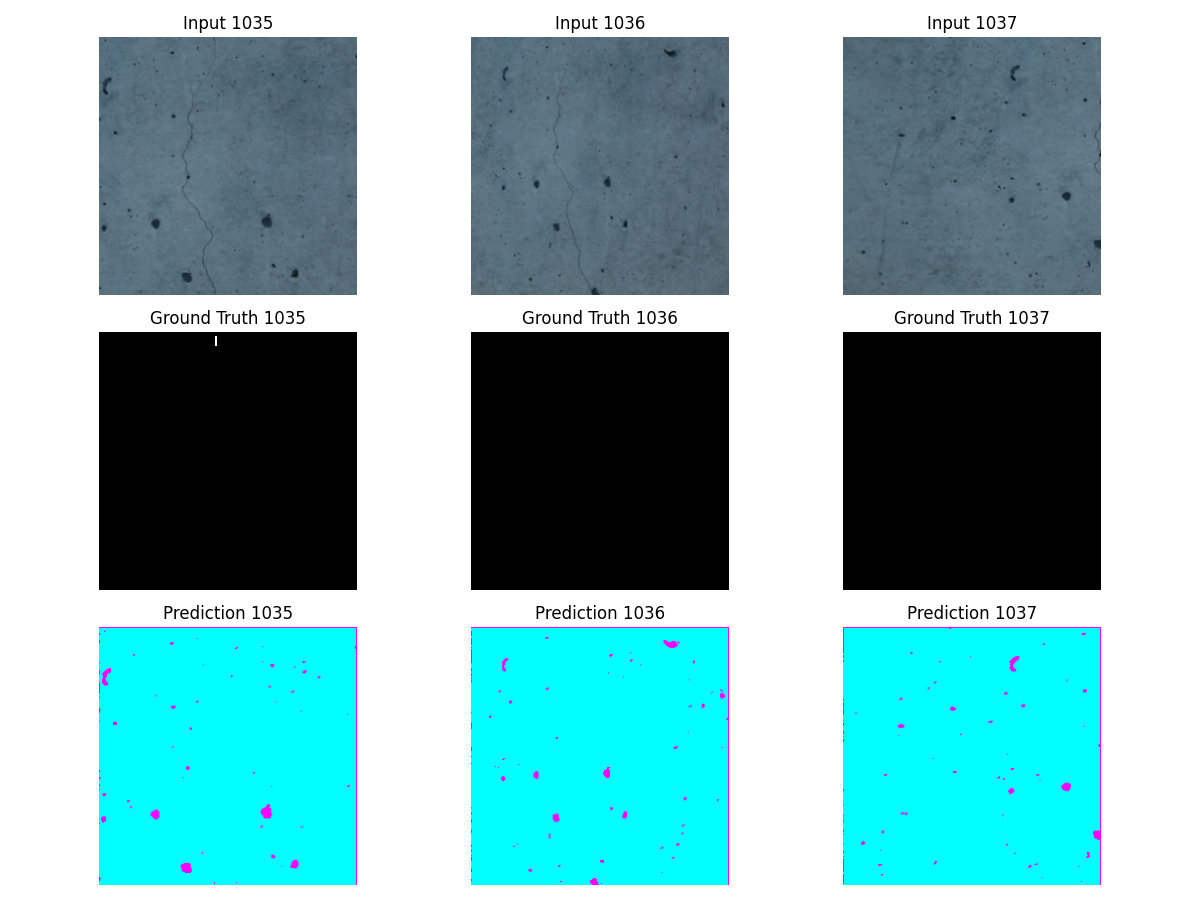 Input 1035
Input 1036
Input 1037
Ground Truth 1035
Ground Truth 1036
Ground Truth 1037
Prediction 1035
Prediction 1036
Prediction 1037